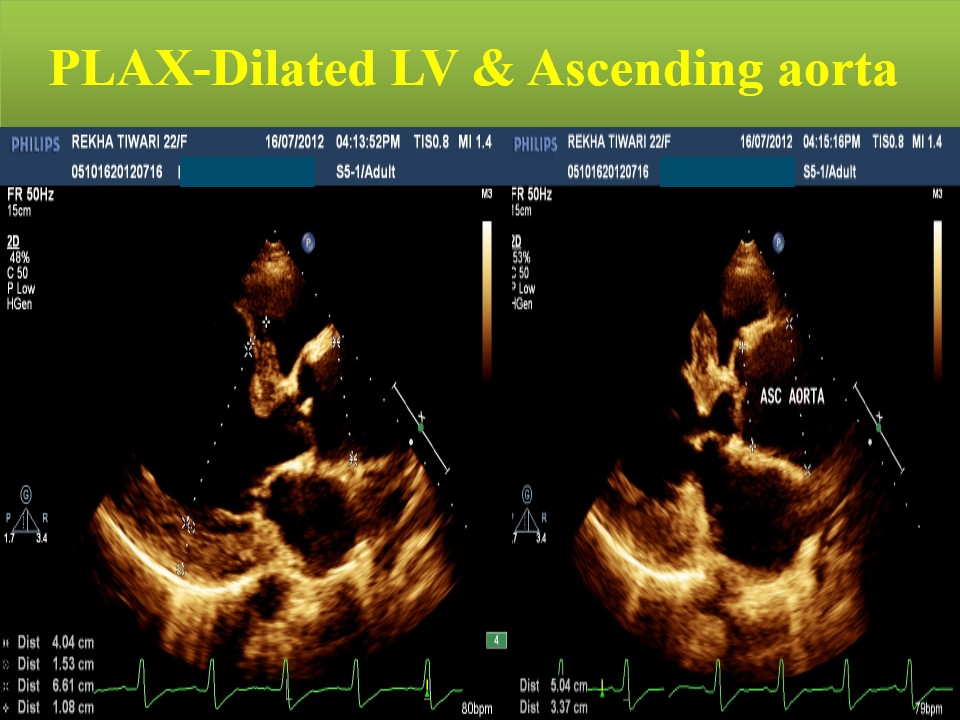 PLAX-Dilated LV & Ascending aorta
PHILIPS REKHA TIWARI 22/F 16/07/2012 04:13:52PM TIS0.8 MI 1.4
05101620120716 S5-1/Adult
FR 50Hz
15cm
M3
2D
48%
C 50
P Low
HGen
P
G
P R
1.7 3.4
Dist 4.04 cm
Dist 1.53 cm
Dist 6.61 cm
Dist 1.08 cm
4
80bpm
PHILIPS REKHA TIWARI 22/F 16/07/2012 04:15:16PM TIS0.8 MI 1.4
05101620120716 S5-1/Adult
FR 50Hz
15cm
M3
2D
53%
C 50
P Low
HGen
P
ASC AORTA
G
P R
.7 3.4
Dist 5.04 cm
Dist 3.37 cm
79bpm